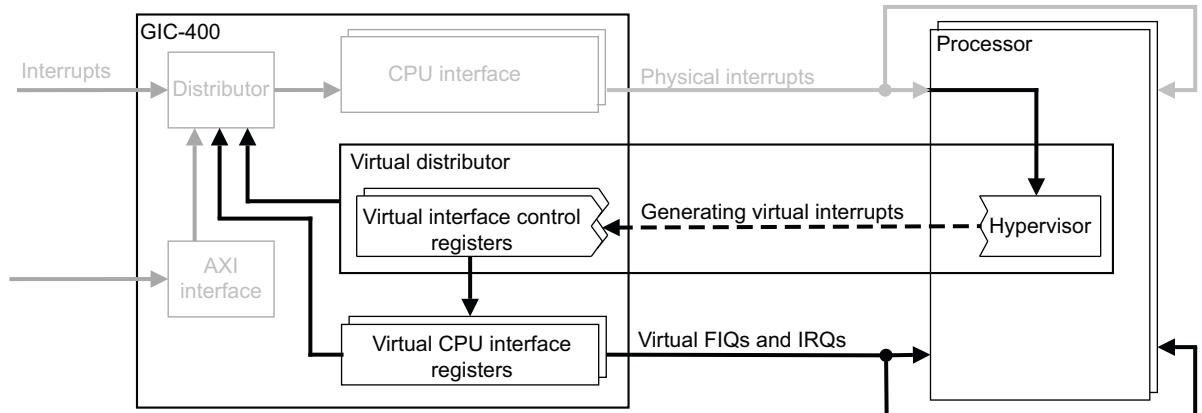 GIC-400
Processor
Interrupts
Distributor
CPU interface
Physical interrupts
Virtual distributor
Virtual interface control
registers
Generating virtual interrupts
Hypervisor
AXI
interface
Virtual CPU interface
registers
Virtual FIQs and IRQs